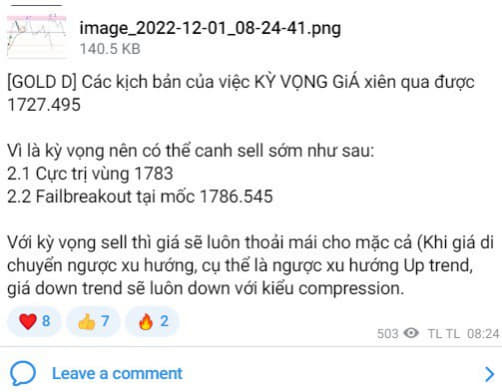 image_2022-12-01_08-24-41.png
140.5 KB
[GOLD D] Các kịch bản của việc KỲ VỌNG GiÁ xiên qua được
1727.495
Vì là kỳ vọng nên có thể canh sell sớm như sau:
2.1 Cực trị vùng 1783
2.2 Failbreakout tại mốc 1786.545
Với kỳ vọng sell thì giá sẽ luôn thoải mái cho mặc cả (Khi giá di
chuyển ngược xu hướng, cụ thể là ngược xu hướng Up trend,
giá down trend sẽ luôn down với kiểu compression.
8 7 2
503 TL TL 08:24
Leave a comment